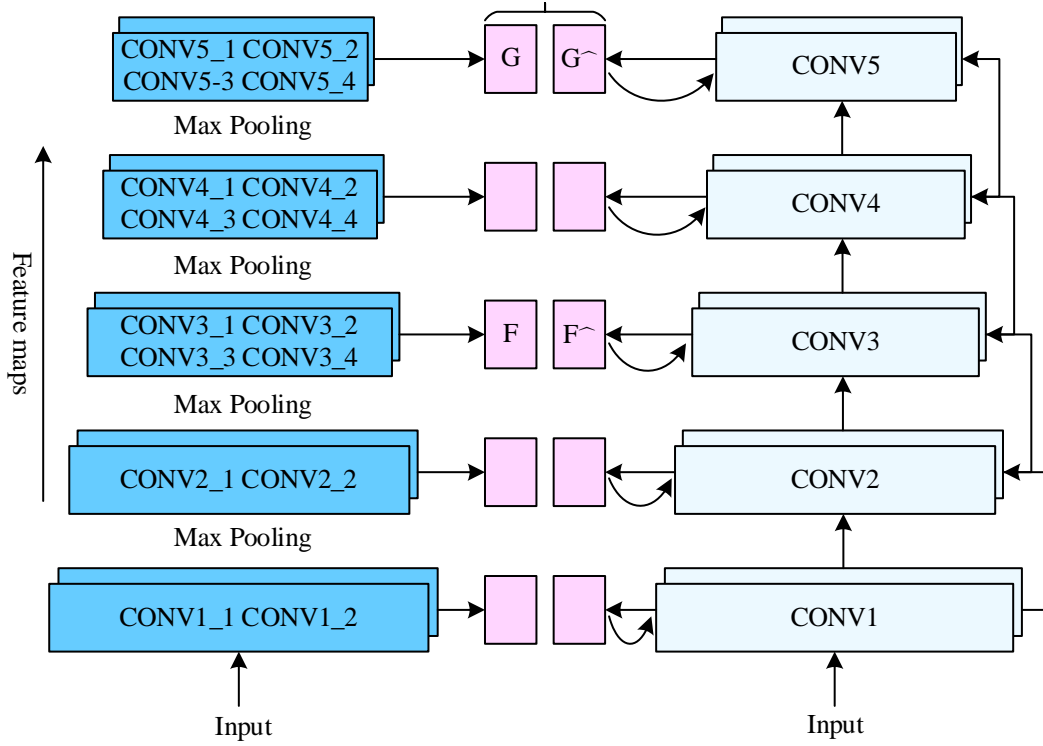 CONV5_1 CONV5_2
CONV5-3 CONV5_4
G
G^
CONV5
Max Pooling
CONV4_1 CONV4_2
CONV4_3 CONV4_4
CONV4
Max Pooling
Feature maps
CONV3_1 CONV3_2
CONV3_3 CONV3_4
F
F^
CONV3
Max Pooling
CONV2_1 CONV2_2
CONV2
Max Pooling
CONV1_1 CONV1_2
CONV1
Input
Input